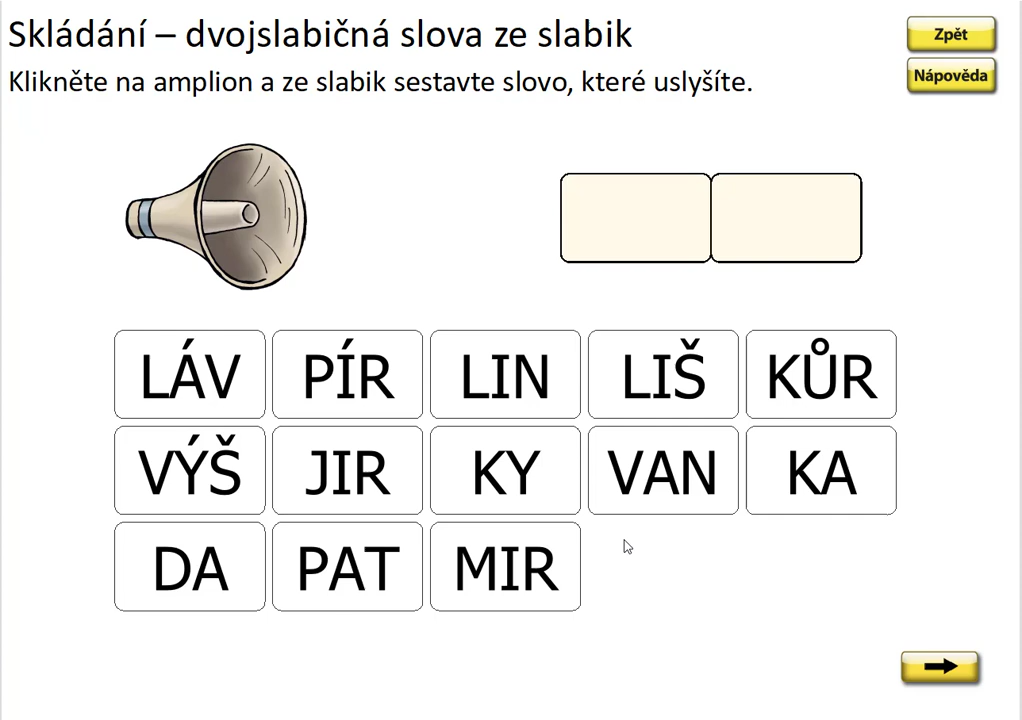 Skládání – dvojslabičná slova ze slabik
Zpět
Klikněte na amplion a ze slabik sestavte slovo, které uslyšíte.
Nápověda
LÁV PÍR LIN LIŠ KŮR
VÝŠ JIR KY VAN KA
DA PAT MIR